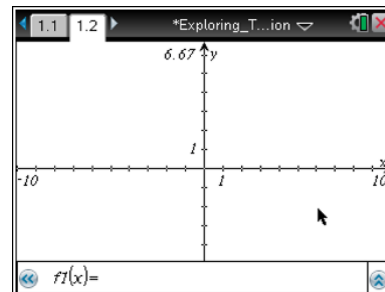 1.1 1.2 *Exploring_T...ion
6.67 y
1
x
-10 1 10
f1(x)=